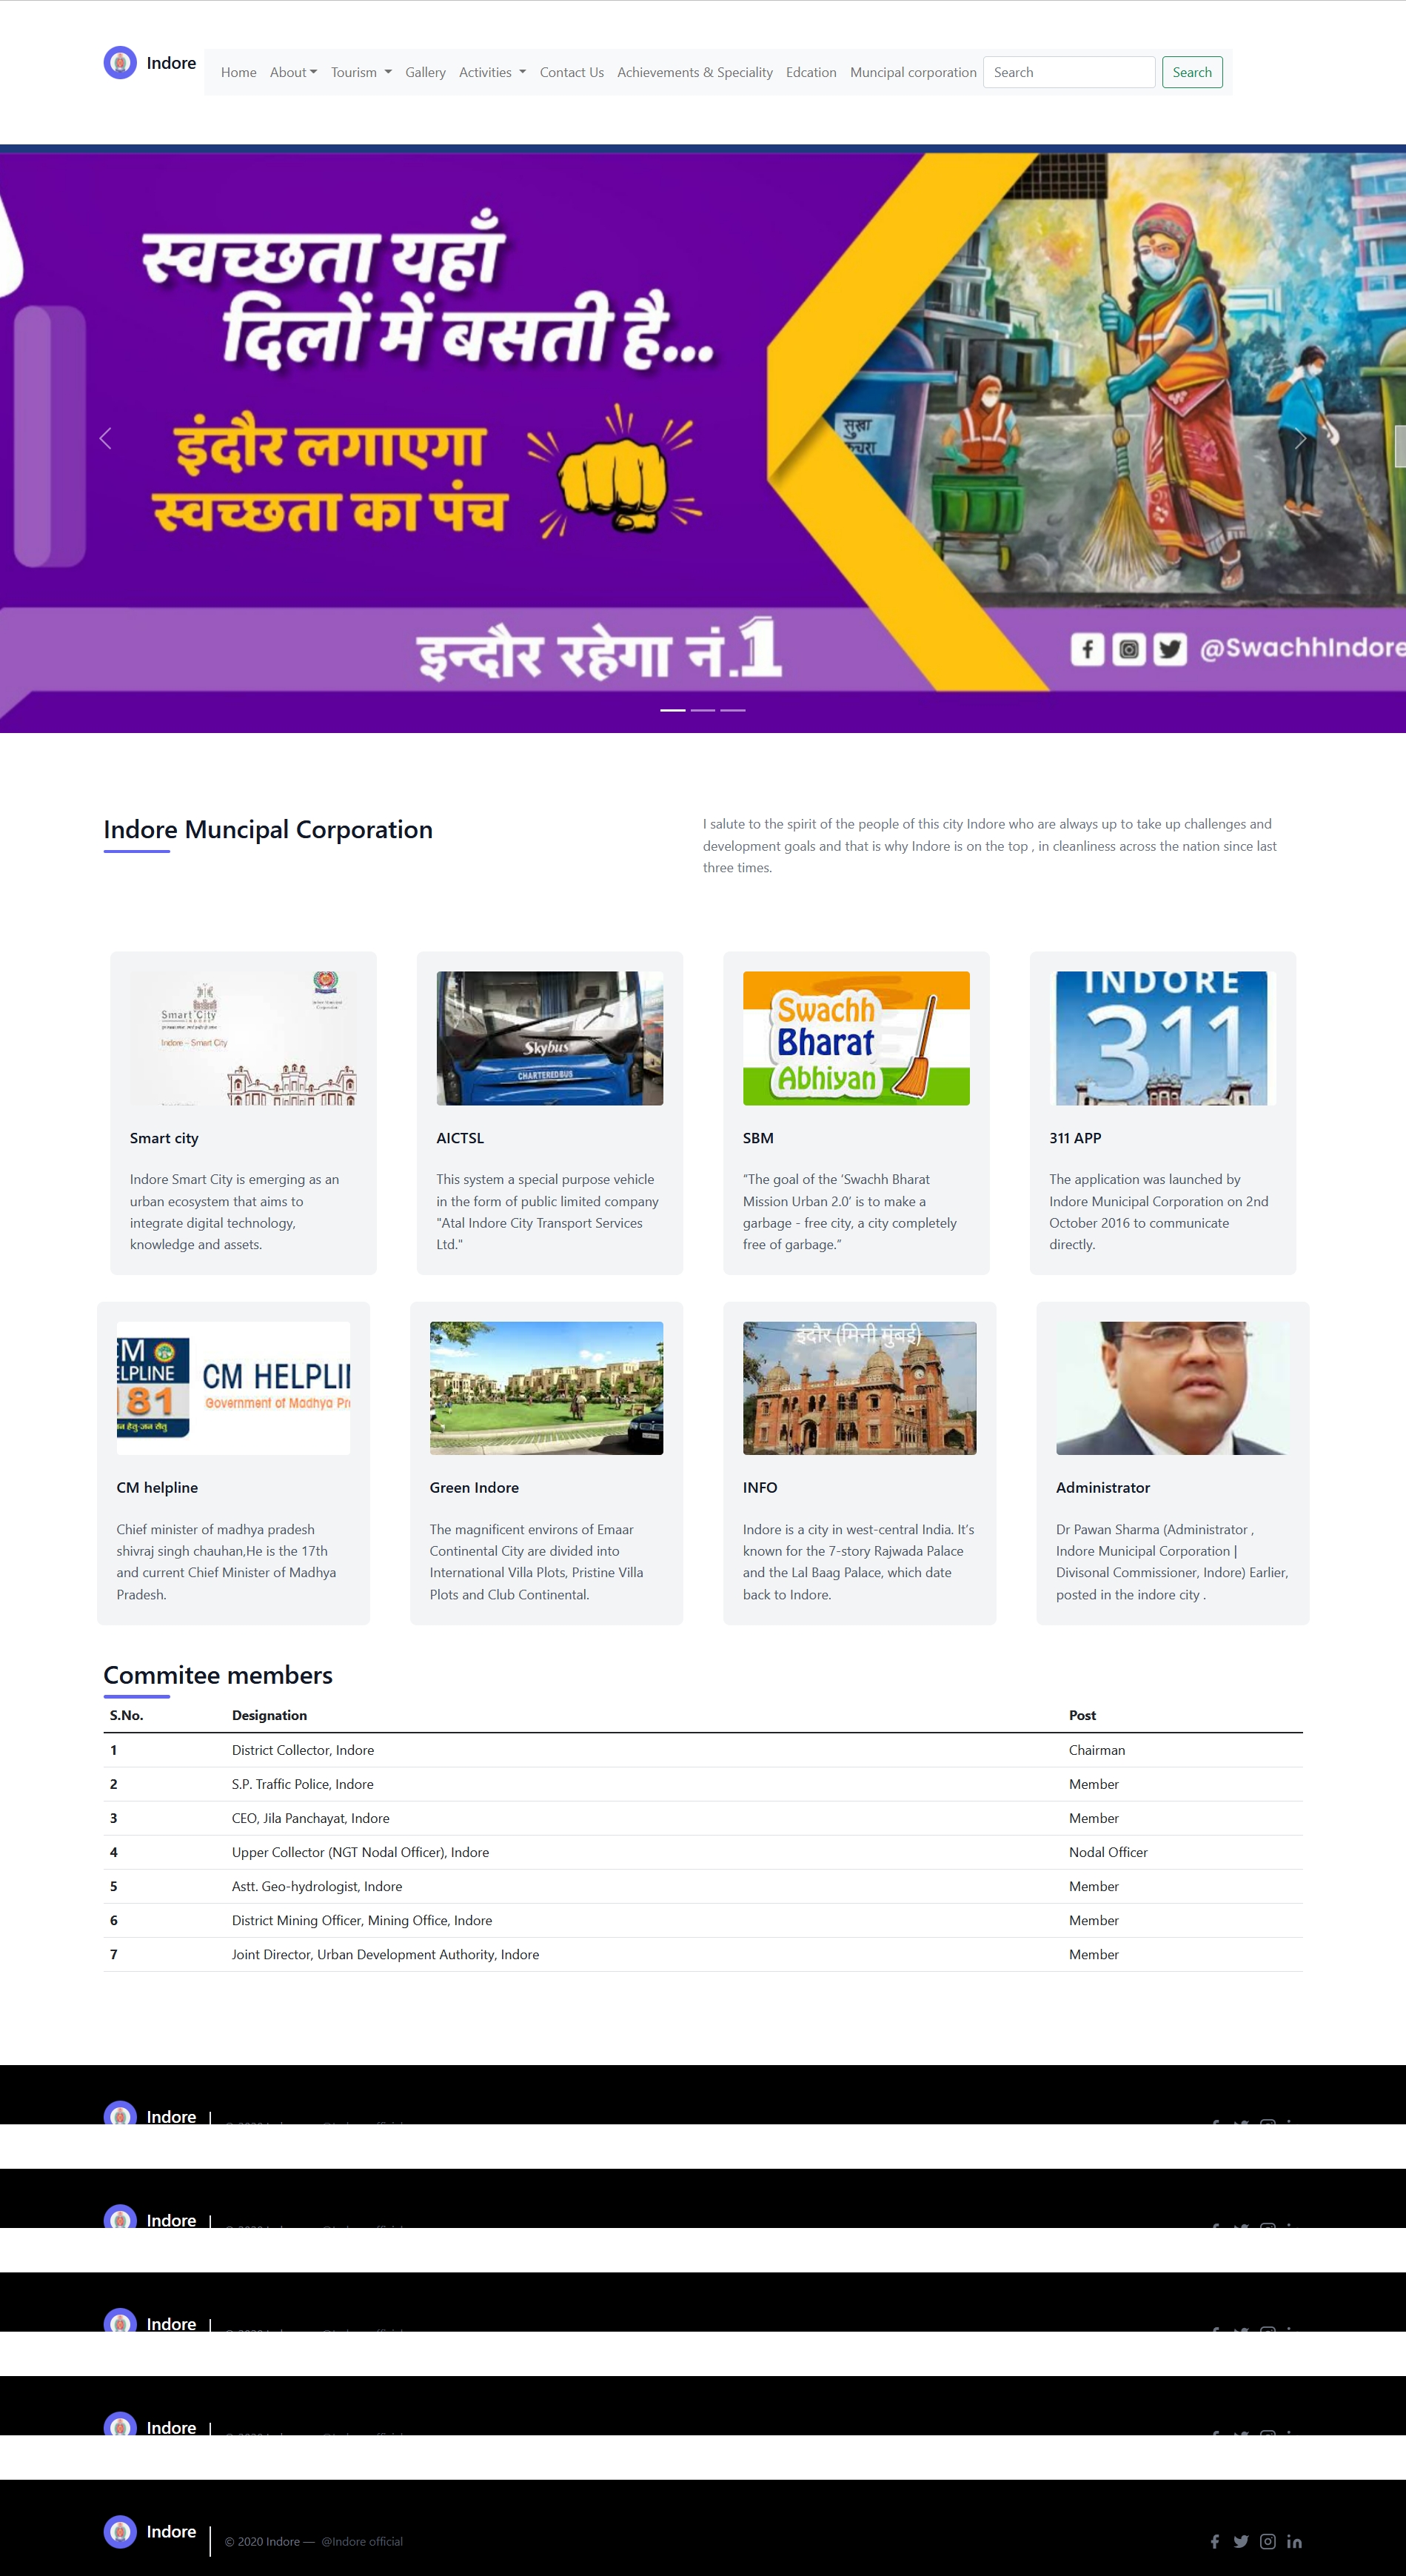 Indore
Home About Tourism Gallery Activities Contact Us Achievements & Speciality Edcation Muncipal corporation Search Search
स्वच्छता यहाँ
दिलों में बसती है...
इंदौर लगाएगा
स्वच्छता का पंच
सुखा
कचरा
इन्दौर रहेगा नं.1
@SwachhIndore
Indore Muncipal Corporation
I salute to the spirit of the people of this city Indore who are always up to take up challenges and
development goals and that is why Indore is on the top , in cleanliness across the nation since last
three times.
Smart City
Indore – Smart City
Smart city
Indore Smart City is emerging as an
urban ecosystem that aims to
integrate digital technology,
knowledge and assets.
Skybus
CHARTERED BUS
AICTSL
This system a special purpose vehicle
in the form of public limited company
"Atal Indore City Transport Services
Ltd."
Swachh
Bharat
Abhiyan
SBM
“The goal of the ‘Swachh Bharat
Mission Urban 2.0’ is to make a
garbage - free city, a city completely
free of garbage.”
INDORE
311
311 APP
The application was launched by
Indore Municipal Corporation on 2nd
October 2016 to communicate
directly.
CM
ELPLINE
181
न हेतु-जन सेतु
CM HELPLI
Government of Madhya Pr
CM helpline
Chief minister of madhya pradesh
shivraj singh chauhan,He is the 17th
and current Chief Minister of Madhya
Pradesh.
Green Indore
The magnificent environs of Emaar
Continental City are divided into
International Villa Plots, Pristine Villa
Plots and Club Continental.
इंदौर (मिनी मुंबई)
INFO
Indore is a city in west-central India. It’s
known for the 7-story Rajwada Palace
and the Lal Baag Palace, which date
back to Indore.
Administrator
Dr Pawan Sharma (Administrator ,
Indore Municipal Corporation |
Divisonal Commissioner, Indore) Earlier,
posted in the indore city .
Commitee members
S.No. Designation Post
1 District Collector, Indore Chairman
2 S.P. Traffic Police, Indore Member
3 CEO, Jila Panchayat, Indore Member
4 Upper Collector (NGT Nodal Officer), Indore Nodal Officer
5 Astt. Geo-hydrologist, Indore Member
6 District Mining Officer, Mining Office, Indore Member
7 Joint Director, Urban Development Authority, Indore Member
Indore
Indore
Indore
Indore
Indore © 2020 Indore — @Indore official